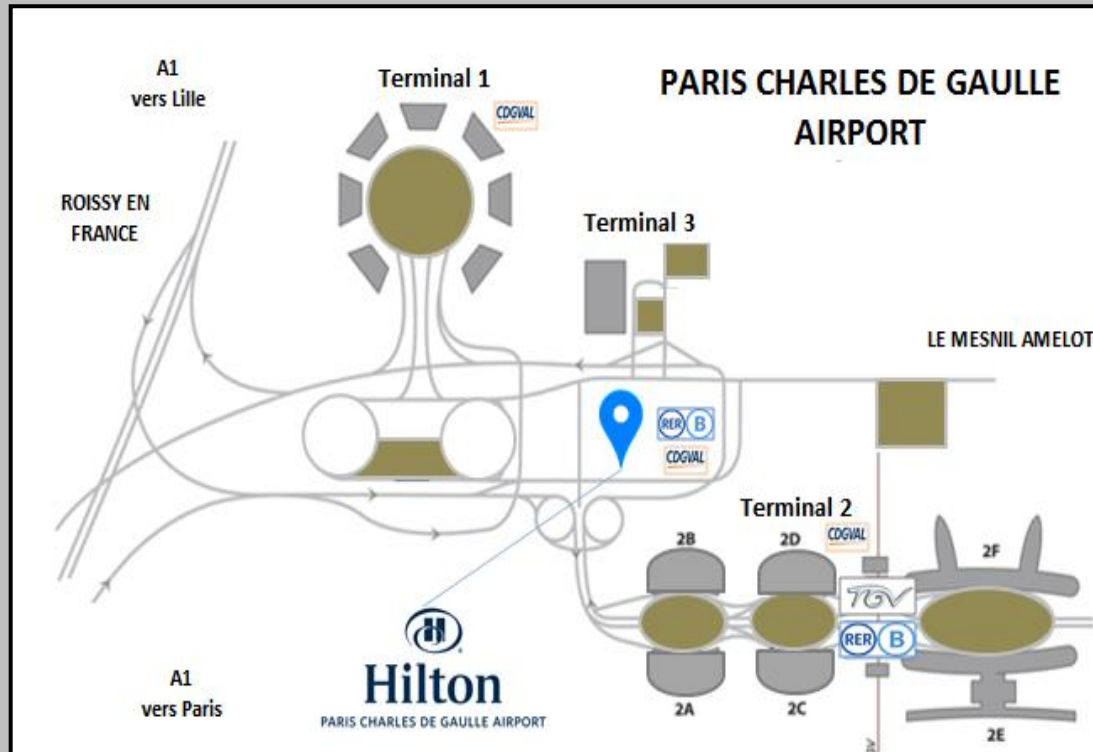 A1
vers Lille
Terminal 1
CDGVAL
PARIS CHARLES DE GAULLE
AIRPORT
ROISSY EN
FRANCE
Terminal 3
LE MESNIL AMELOT
RER B
CDGVAL
Terminal 2
CDGVAL
2B
2D
2F
TGV
RER B
Hilton
PARIS CHARLES DE GAULLE AIRPORT
A1
vers Paris
2A
2C
2E